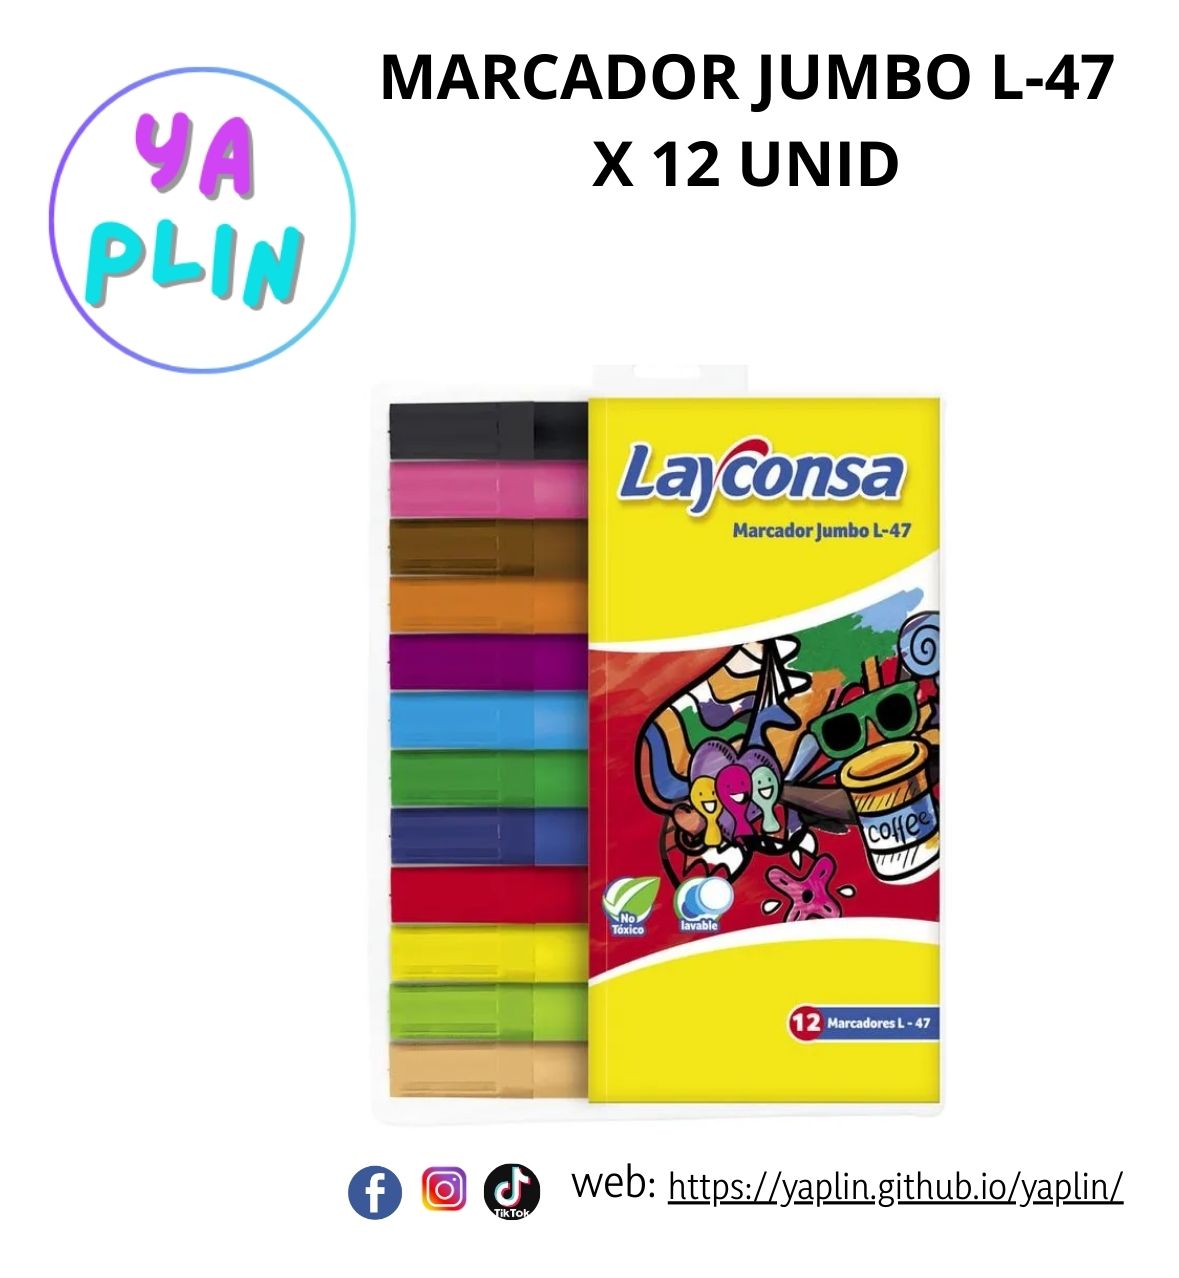 MARCADOR JUMBO L-47
X 12 UNID
YA
PLIN
Layconsa
Marcador Jumbo L-47
coffee
No
Tóxico
lavable
12 Marcadores L - 47
TikTok
web: https://yaplin.github.io/yaplin/